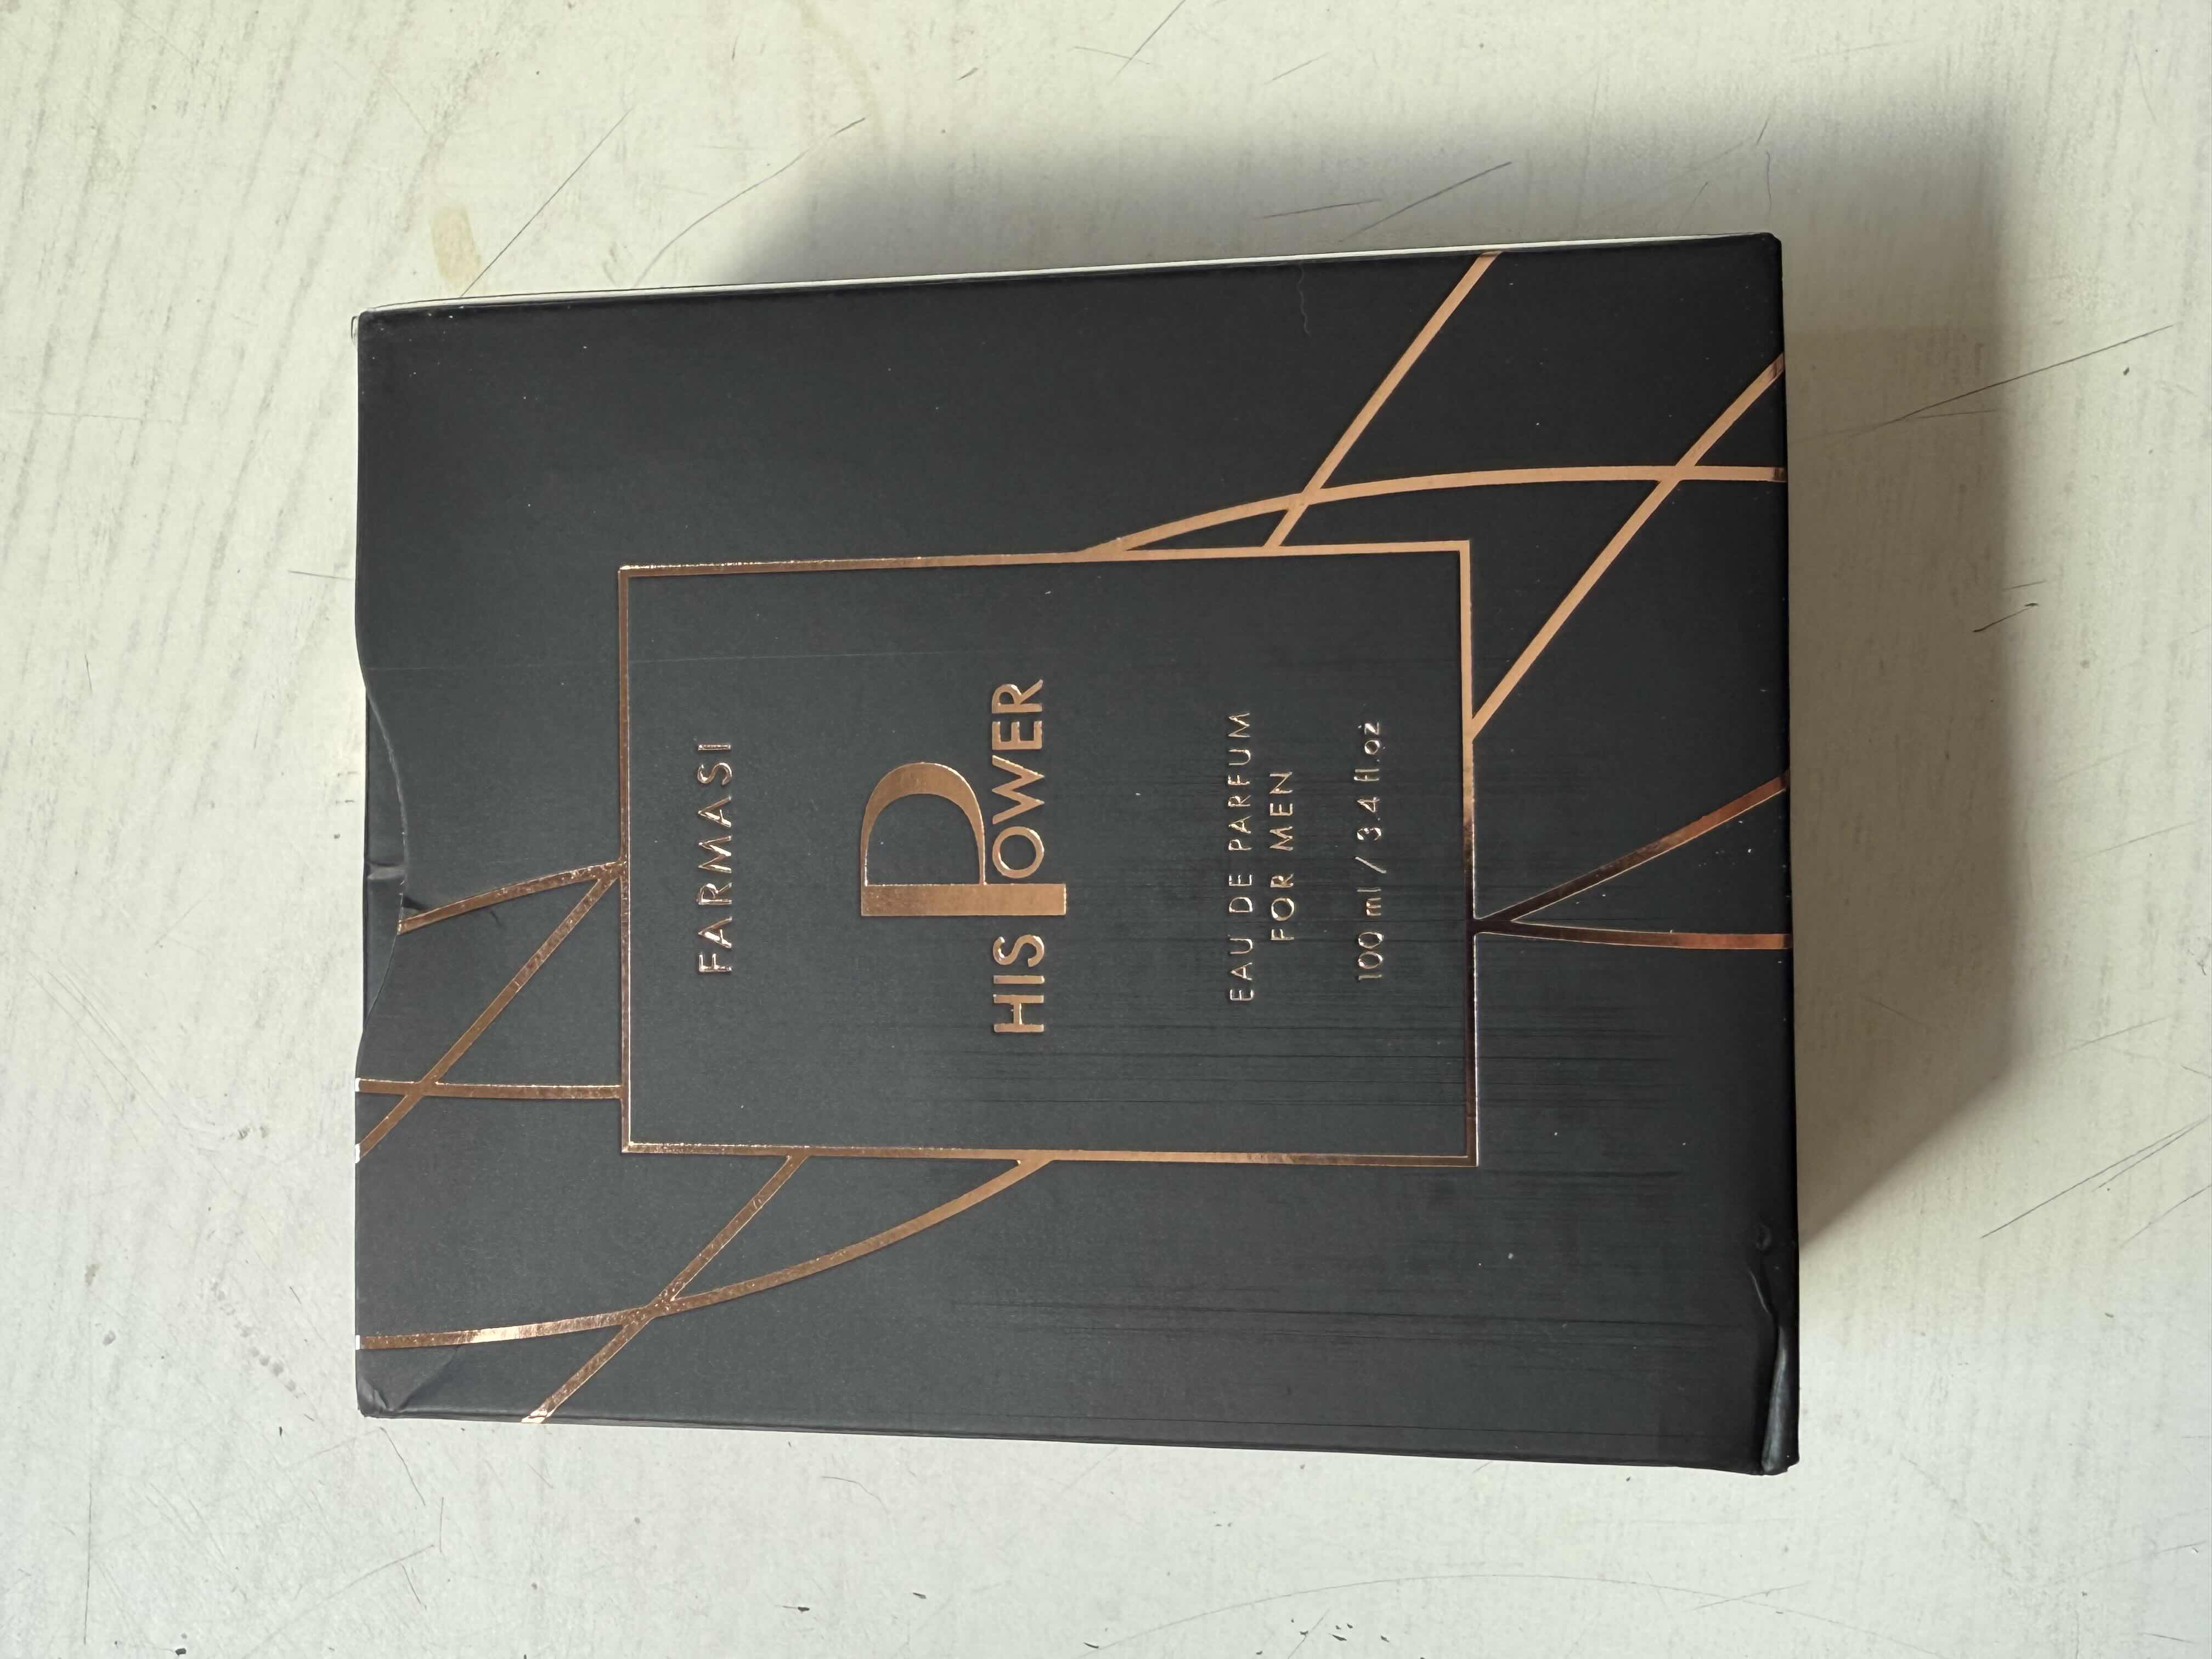 FARMASI
HIS POWER
EAU DE PARFUM
FOR MEN
100 ml / 3.4 fl.oz